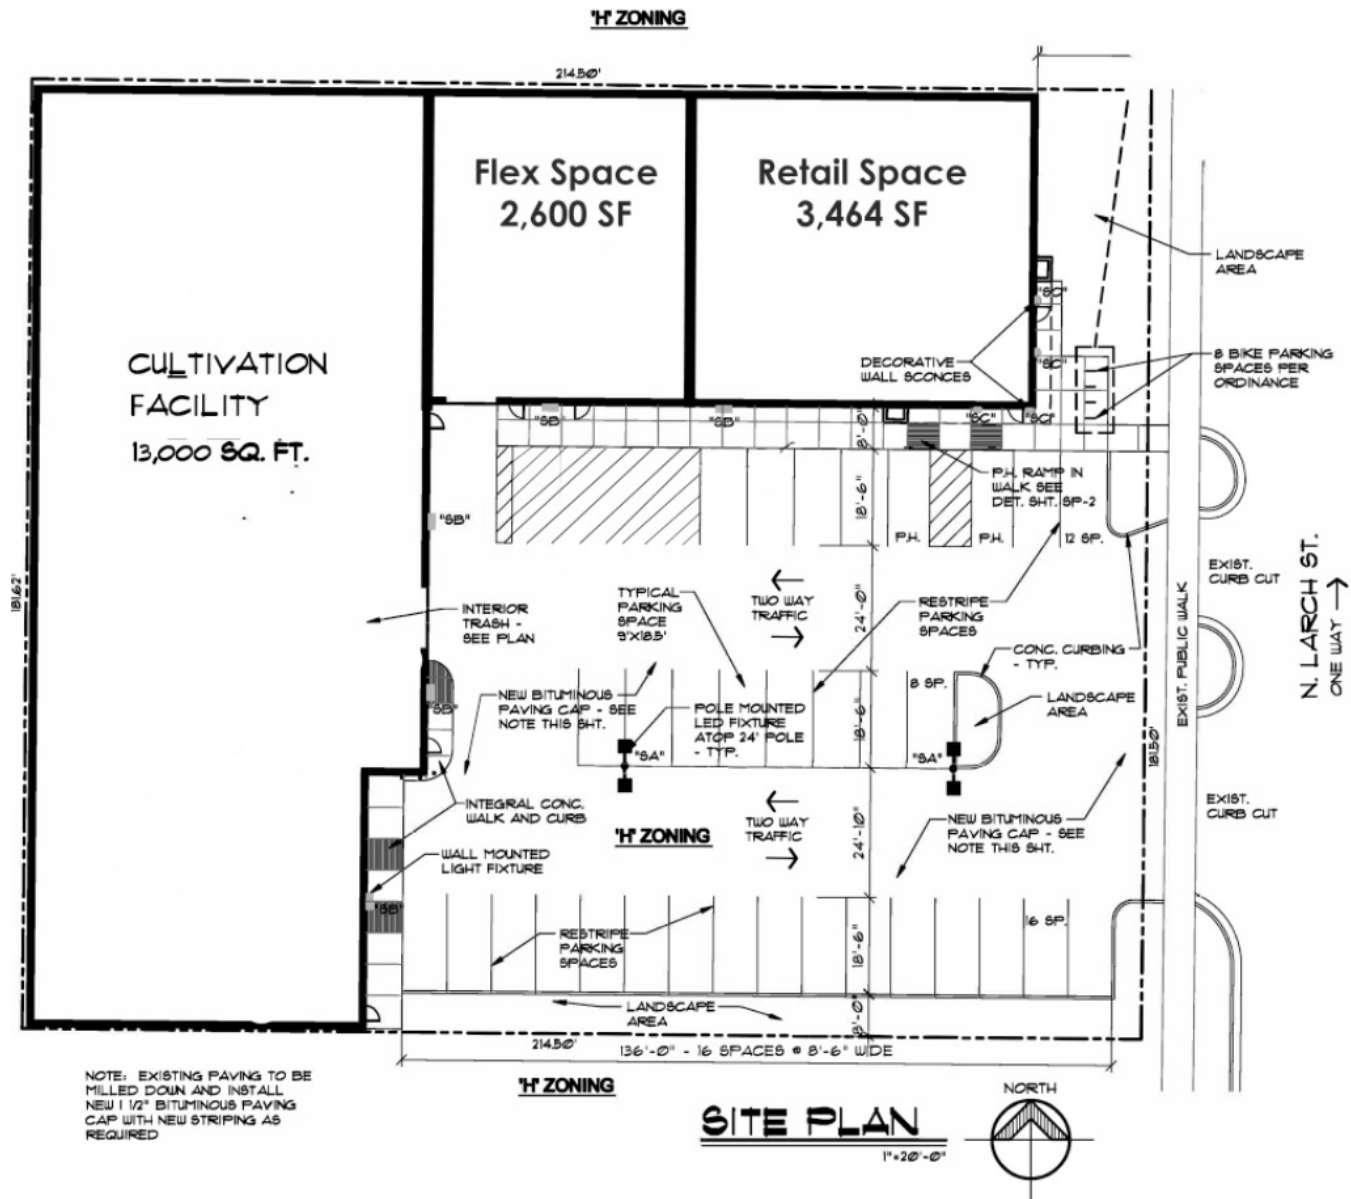 'H' ZONING
214.50'
Flex Space
2,600 SF
Retail Space
3,464 SF
LANDSCAPE
AREA
"SC"
DECORATIVE
WALL SCONCES
"SC"
8 BIKE PARKING
SPACES PER
ORDINANCE
CULTIVATION
FACILITY
13,000 SQ. FT.
"SB"
"SB"
8'-0"
"SC"
"SC"
P.H. RAMP IN
WALK SEE
DET. SHT. SP-2
18'-6"
"SB"
P.H.
P.H.
12 SP.
EXIST.
CURB CUT
N. LARCH ST.
ONE WAY
181.62'
INTERIOR
TRASH -
SEE PLAN
TYPICAL
PARKING
SPACE
9'X18.5'
TWO WAY
TRAFFIC
24'-0"
RESTRIPE
PARKING
SPACES
EXIST. PUBLIC WALK
CONC. CURBING
- TYP.
8 SP.
LANDSCAPE
AREA
"SB"
NEW BITUMINOUS
PAVING CAP - SEE
NOTE THIS SHT.
POLE MOUNTED
LED FIXTURE
ATOP 24' POLE
- TYP.
"SA"
18'-6"
"SA"
181.50'
INTEGRAL CONC.
WALK AND CURB
'H' ZONING
TWO WAY
TRAFFIC
24'-10"
NEW BITUMINOUS
PAVING CAP - SEE
NOTE THIS SHT.
EXIST.
CURB CUT
WALL MOUNTED
LIGHT FIXTURE
"SB"
RESTRIPE
PARKING
SPACES
18'-6"
16 SP.
LANDSCAPE
AREA
8'-0"
214.50'
136'-0" - 16 SPACES @ 8'-6" WIDE
NOTE: EXISTING PAVING TO BE
MILLED DOWN AND INSTALL
NEW 1 1/2" BITUMINOUS PAVING
CAP WITH NEW STRIPING AS
REQUIRED
'H' ZONING
SITE PLAN
1"=20'-0"
NORTH